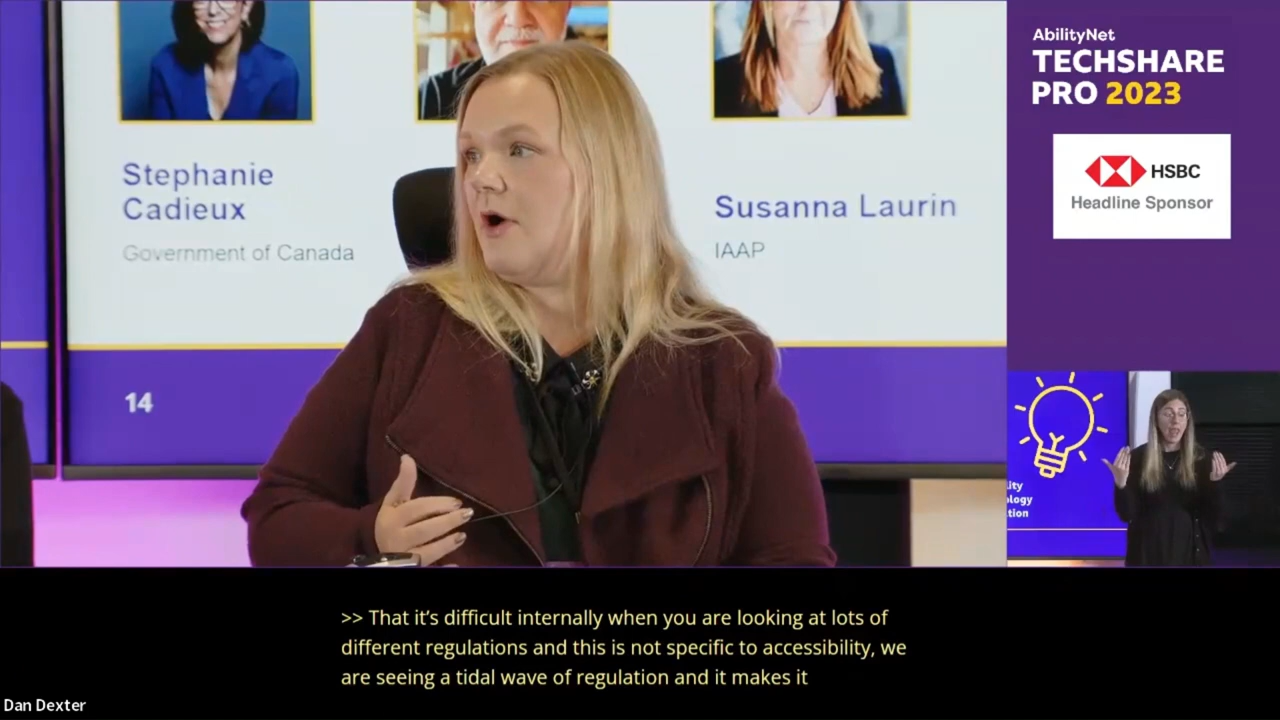 Stephanie
Cadieux
Government of Canada
Susanna Laurin
IAAP
14
AbilityNet
TECHSHARE
PRO 2023
HSBC
Headline Sponsor
>> That it’s difficult internally when you are looking at lots of
different regulations and this is not specific to accessibility, we
are seeing a tidal wave of regulation and it makes it
Dan Dexter